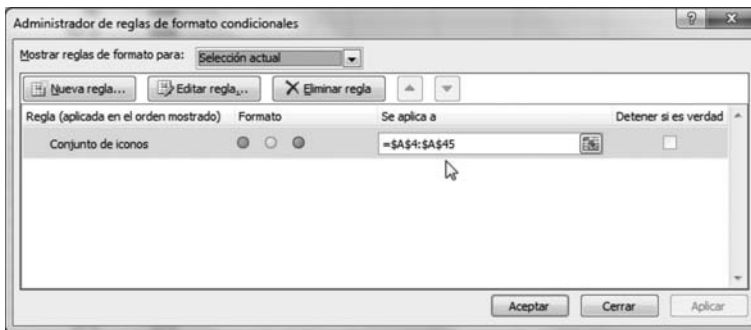 Administrador de reglas de formato condicionales
Mostrar reglas de formato para: Selección actual
Nueva regla... Editar regla... Eliminar regla
Regla (aplicada en el orden mostrado) Formato Se aplica a Detener si es verdad
Conjunto de iconos =$A$4:$A$45
Aceptar Cerrar Aplicar